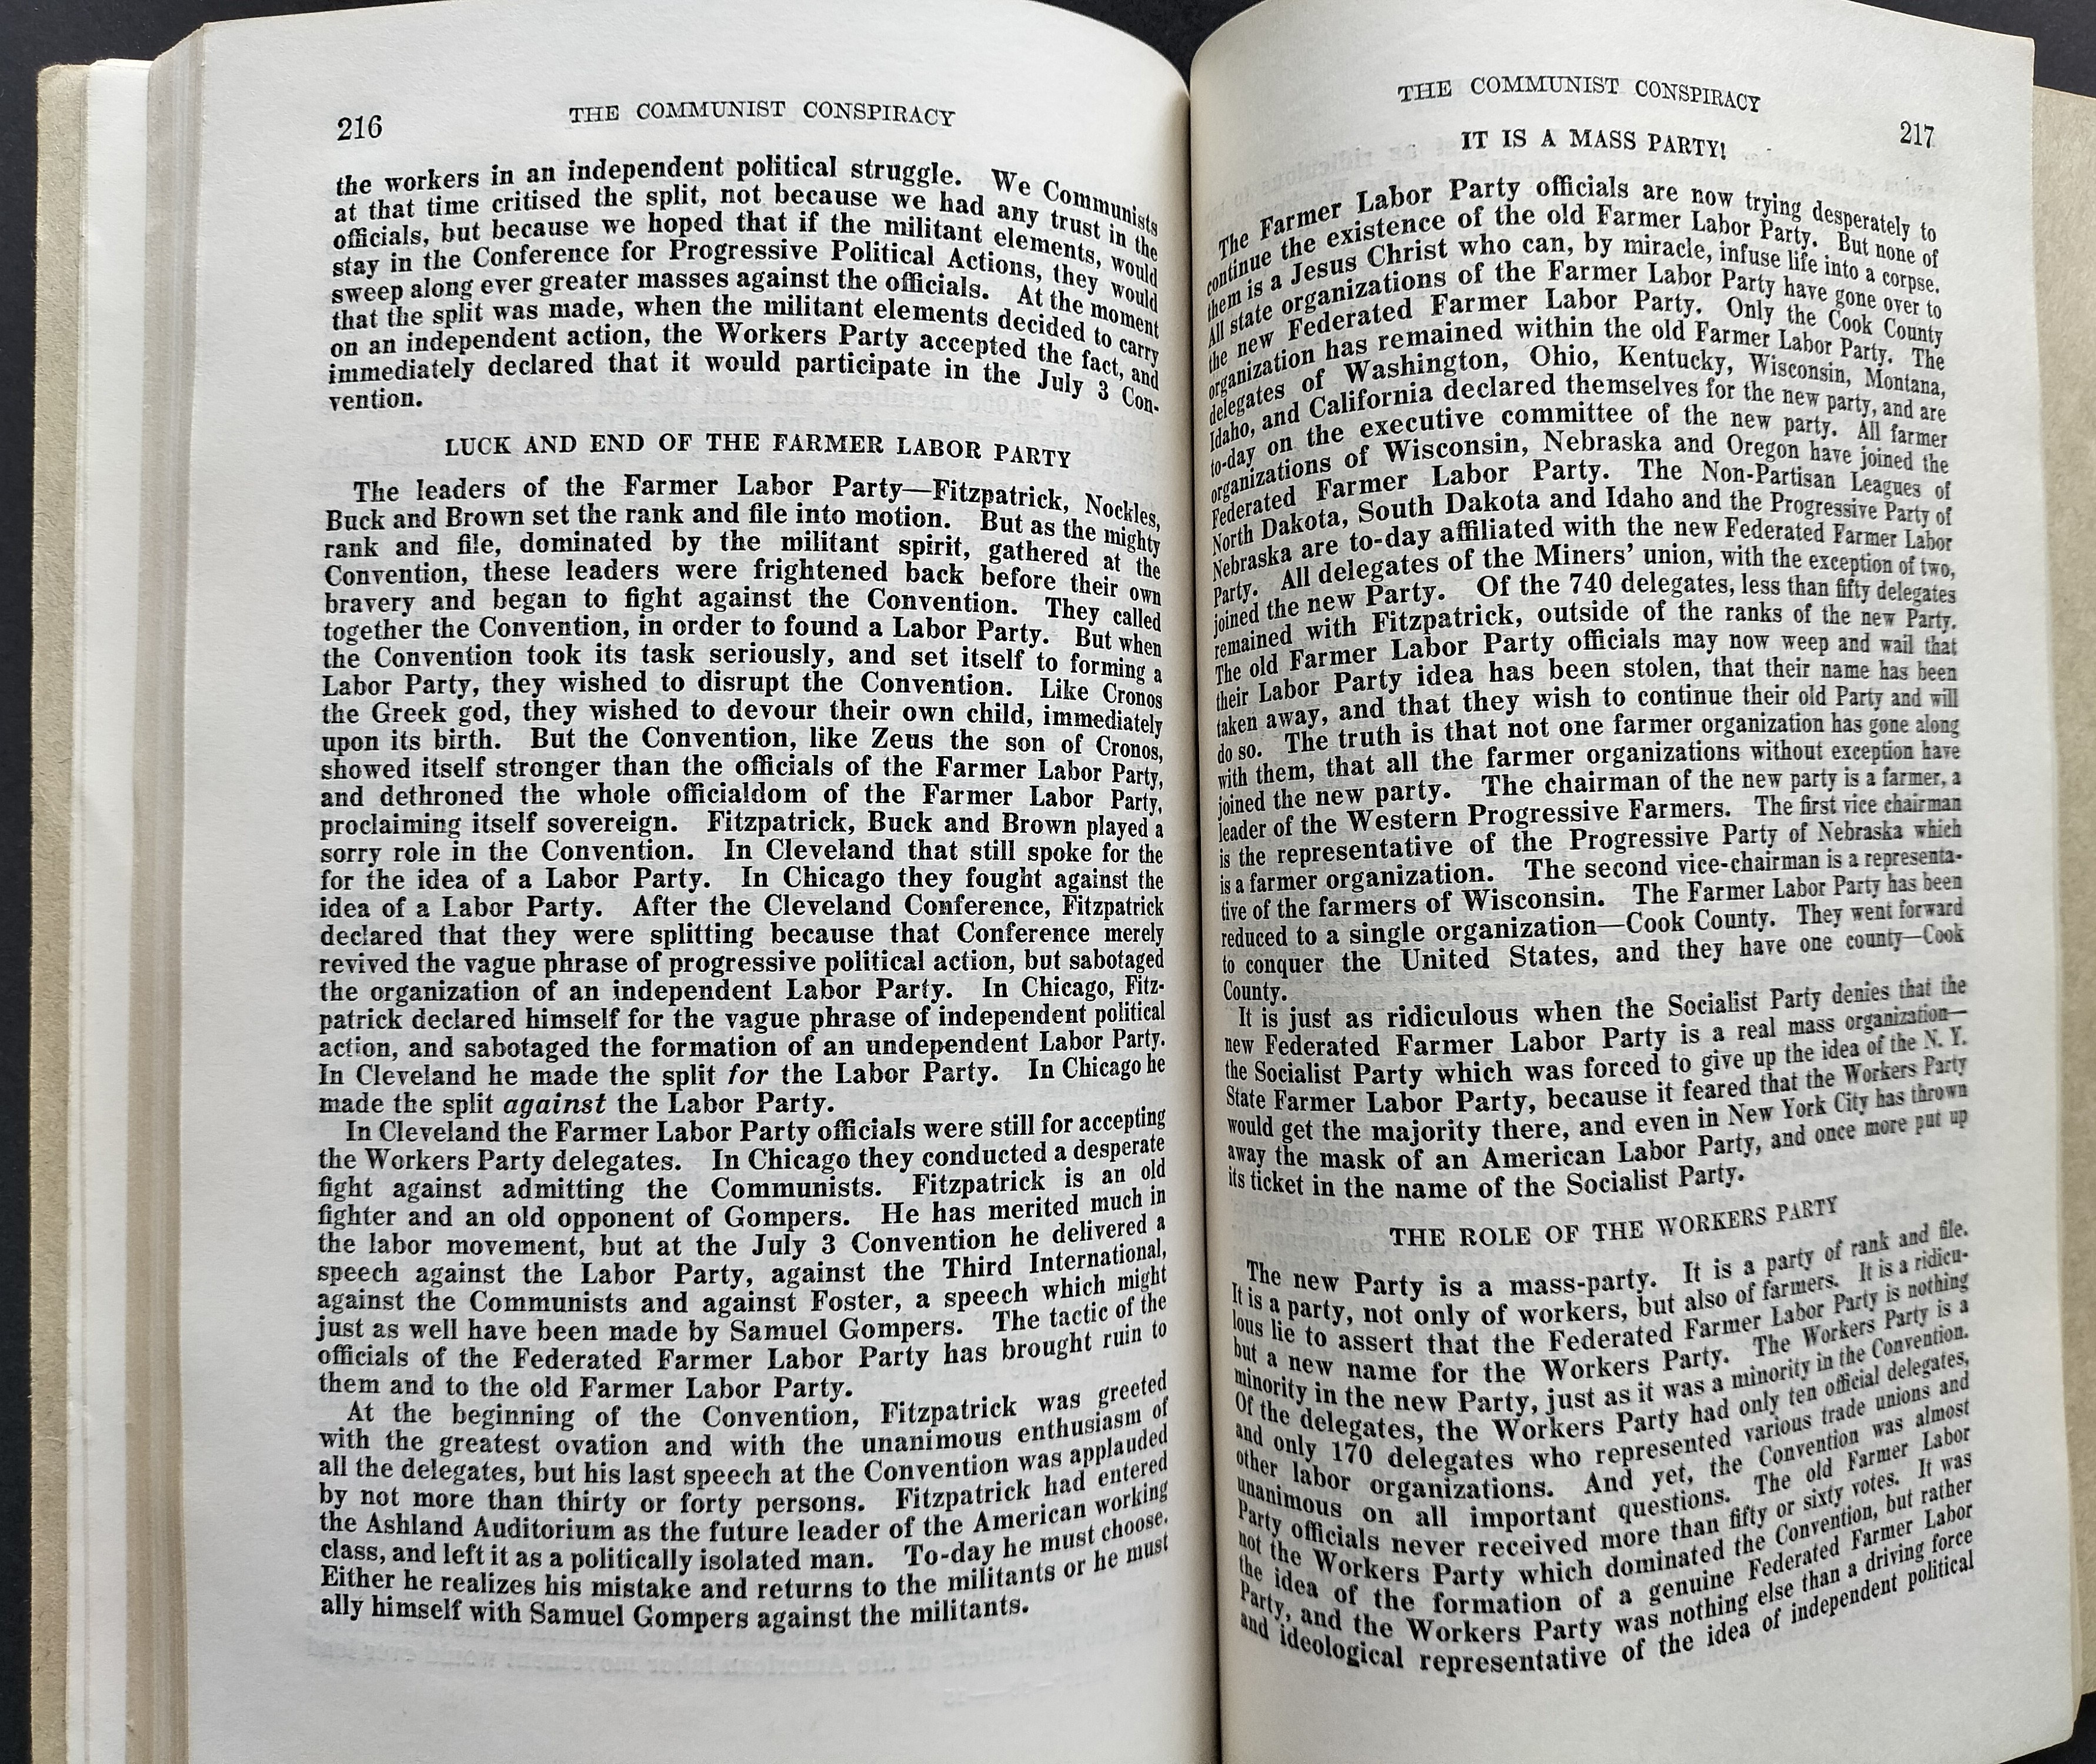 216
THE COMMUNIST CONSPIRACY
the workers in an independent political struggle. We Communists
at that time critised the split, not because we had any trust in the
officials, but because we hoped that if the militant elements, would
stay in the Conference for Progressive Political Actions, they would
sweep along ever greater masses against the officials. At the moment
that the split was made, when the militant elements decided to carry
on an independent action, the Workers Party accepted the fact, and
immediately declared that it would participate in the July 3 Con-
vention.
LUCK AND END OF THE FARMER LABOR PARTY
The leaders of the Farmer Labor Party—Fitzpatrick, Nockles,
Buck and Brown set the rank and file into motion. But as the mighty
rank and file, dominated by the militant spirit, gathered at the
Convention, these leaders were frightened back before their own
bravery and began to fight against the Convention. They called
together the Convention, in order to found a Labor Party. But when
the Convention took its task seriously, and set itself to forming a
Labor Party, they wished to disrupt the Convention. Like Cronos
the Greek god, they wished to devour their own child, immediately
upon its birth. But the Convention, like Zeus the son of Cronos,
showed itself stronger than the officials of the Farmer Labor Party,
and dethroned the whole officialdom of the Farmer Labor Party,
proclaiming itself sovereign. Fitzpatrick, Buck and Brown played a
sorry role in the Convention. In Cleveland that still spoke for the
for the idea of a Labor Party. In Chicago they fought against the
idea of a Labor Party. After the Cleveland Conference, Fitzpatrick
declared that they were splitting because that Conference merely
revived the vague phrase of progressive political action, but sabotaged
the organization of an independent Labor Party. In Chicago, Fitz-
patrick declared himself for the vague phrase of independent political
action, and sabotaged the formation of an undependent Labor Party.
In Cleveland he made the split for the Labor Party. In Chicago he
made the split against the Labor Party.
In Cleveland the Farmer Labor Party officials were still for accepting
the Workers Party delegates. In Chicago they conducted a desperate
fight against admitting the Communists. Fitzpatrick is an old
fighter and an old opponent of Gompers. He has merited much in
the labor movement, but at the July 3 Convention he delivered a
speech against the Labor Party, against the Third International,
against the Communists and against Foster, a speech which might
just as well have been made by Samuel Gompers. The tactic of the
officials of the Federated Farmer Labor Party has brought ruin to
them and to the old Farmer Labor Party.
At the beginning of the Convention, Fitzpatrick was greeted
with the greatest ovation and with the unanimous enthusiasm of
all the delegates, but his last speech at the Convention was applauded
by not more than thirty or forty persons. Fitzpatrick had entered
the Ashland Auditorium as the future leader of the American working
class, and left it as a politically isolated man. To-day he must choose.
Either he realizes his mistake and returns to the militants or he must
ally himself with Samuel Gompers against the militants.
THE COMMUNIST CONSPIRACY
217
IT IS A MASS PARTY!
The Farmer Labor Party officials are now trying desperately to
continue the existence of the old Farmer Labor Party. But none of
them is a Jesus Christ who can, by miracle, infuse life into a corpse.
All state organizations of the Farmer Labor Party have gone over to
the new Federated Farmer Labor Party. Only the Cook County
organization has remained within the old Farmer Labor Party. The
delegates of Washington, Ohio, Kentucky, Wisconsin, Montana,
Idaho, and California declared themselves for the new party, and are
to-day on the executive committee of the new party. All farmer
organizations of Wisconsin, Nebraska and Oregon have joined the
Federated Farmer Labor Party. The Non-Partisan Leagues of
North Dakota, South Dakota and Idaho and the Progressive Party of
Nebraska are to-day affiliated with the new Federated Farmer Labor
Party. All delegates of the Miners' union, with the exception of two,
joined the new Party. Of the 740 delegates, less than fifty delegates
remained with Fitzpatrick, outside of the ranks of the new Party.
The old Farmer Labor Party officials may now weep and wail that
their Labor Party idea has been stolen, that their name has been
taken away, and that they wish to continue their old Party and will
do so. The truth is that not one farmer organization has gone along
with them, that all the farmer organizations without exception have
joined the new party. The chairman of the new party is a farmer, a
leader of the Western Progressive Farmers. The first vice chairman
is the representative of the Progressive Party of Nebraska which
is a farmer organization. The second vice-chairman is a representa-
tive of the farmers of Wisconsin. The Farmer Labor Party has been
reduced to a single organization—Cook County. They went forward
to conquer the United States, and they have one county—Cook
County.
It is just as ridiculous when the Socialist Party denies that the
new Federated Farmer Labor Party is a real mass organization—
the Socialist Party which was forced to give up the idea of the N. Y.
State Farmer Labor Party, because it feared that the Workers Party
would get the majority there, and even in New York City has thrown
away the mask of an American Labor Party, and once more put up
its ticket in the name of the Socialist Party.
THE ROLE OF THE WORKERS PARTY
The new Party is a mass-party. It is a party of rank and file.
It is a party, not only of workers, but also of farmers. It is a ridicu-
lous lie to assert that the Federated Farmer Labor Party is nothing
but a new name for the Workers Party. The Workers Party is a
minority in the new Party, just as it was a minority in the Convention.
Of the delegates, the Workers Party had only ten official delegates,
and only 170 delegates who represented various trade unions and
other labor organizations. And yet, the Convention was almost
unanimous on all important questions. The old Farmer Labor
Party officials never received more than fifty or sixty votes. It was
not the Workers Party which dominated the Convention, but rather
the idea of the formation of a genuine Federated Farmer Labor
Party, and the Workers Party was nothing else than a driving force
and ideological representative of the idea of independent political